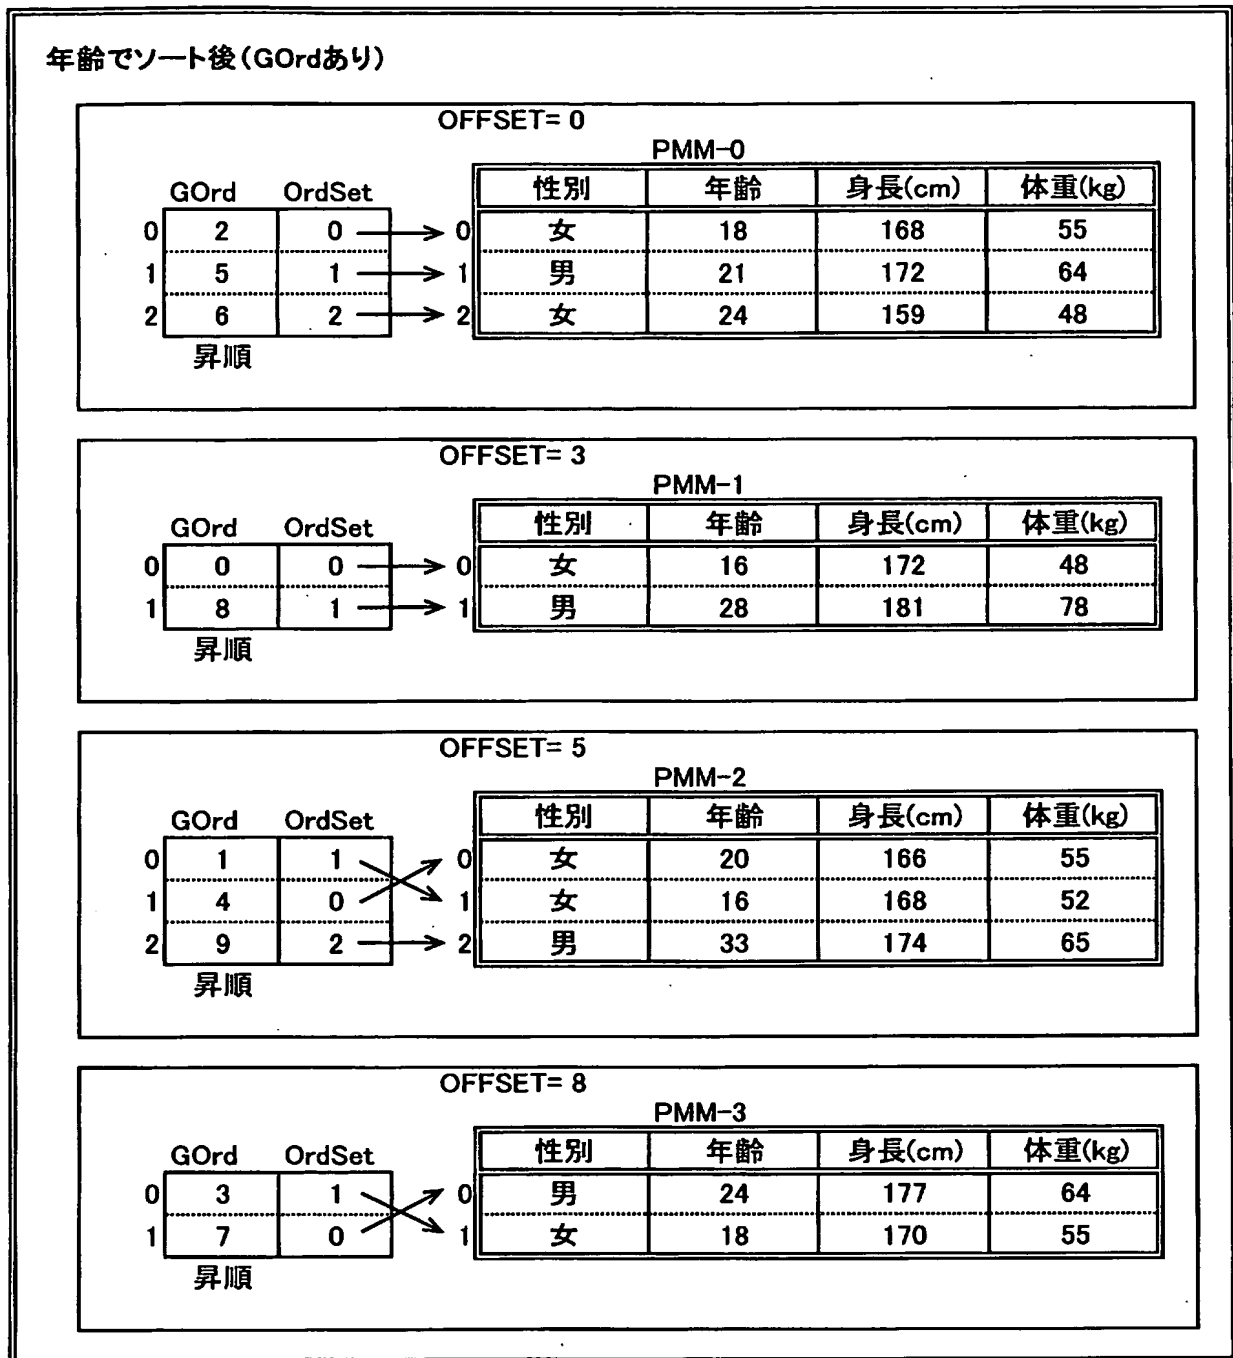 年齢でソート後(GOrdあり)
OFFSET= 0
PMM-0
GOrd OrdSet 性別 年齢 身長(cm) 体重(kg)
0 2 0 0 女 18 168 55
1 5 1 1 男 21 172 64
2 6 2 2 女 24 159 48
昇順
OFFSET= 3
PMM-1
GOrd OrdSet 性別 年齢 身長(cm) 体重(kg)
0 0 0 0 女 16 172 48
1 8 1 1 男 28 181 78
昇順
OFFSET= 5
PMM-2
GOrd OrdSet 性別 年齢 身長(cm) 体重(kg)
0 1 1 0 女 20 166 55
1 4 0 1 女 16 168 52
2 9 2 2 男 33 174 65
昇順
OFFSET= 8
PMM-3
GOrd OrdSet 性別 年齢 身長(cm) 体重(kg)
0 3 1 0 男 24 177 64
1 7 0 1 女 18 170 55
昇順